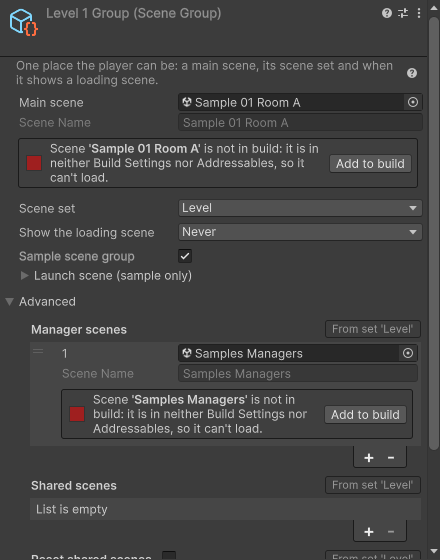 Level 1 Group (Scene Group)
One place the player can be: a main scene, its scene set and when
it shows a loading scene.
Main scene
Sample 01 Room A
Scene Name
Sample 01 Room A
Scene 'Sample 01 Room A' is not in build: it is in
neither Build Settings nor Addressables, so it
can't load.
Add to build
Scene set
Level
Show the loading scene
Never
Sample scene group
Launch scene (sample only)
Advanced
Manager scenes
From set 'Level'
1
Samples Managers
Scene Name
Samples Managers
Scene 'Samples Managers' is not in
build: it is in neither Build Settings nor
Addressables, so it can't load.
Add to build
+ -
Shared scenes
From set 'Level'
List is empty
+ -
Reset shared scenes